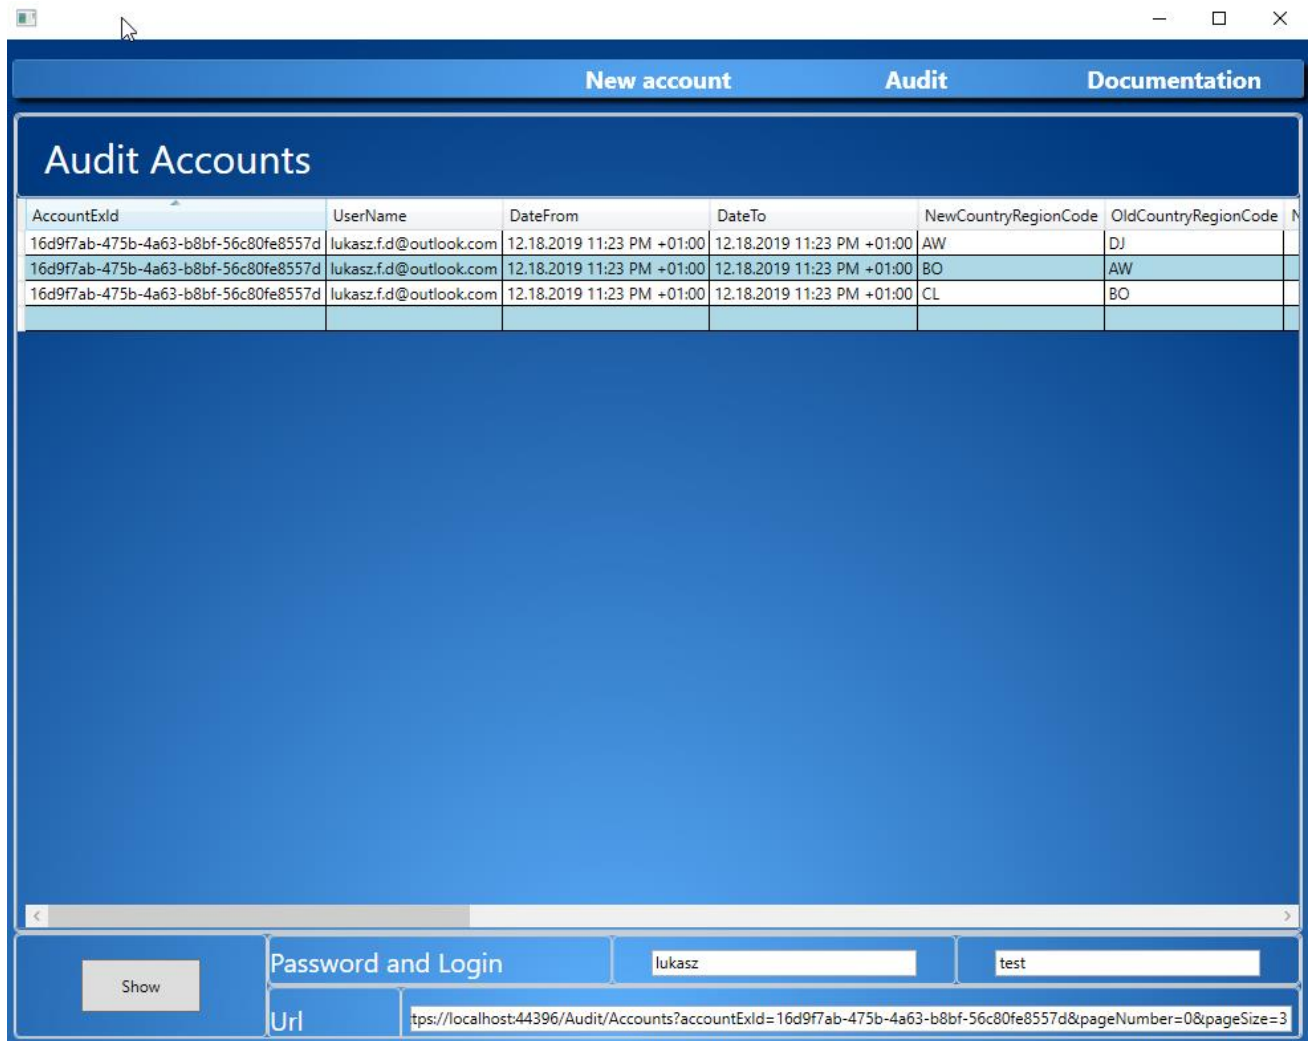 New account Audit Documentation
Audit Accounts
AccountExId UserName DateFrom DateTo NewCountryRegionCode OldCountryRegionCode N
16d9f7ab-475b-4a63-b8bf-56c80fe8557d lukasz.f.d@outlook.com 12.18.2019 11:23 PM +01:00 12.18.2019 11:23 PM +01:00 AW DJ
16d9f7ab-475b-4a63-b8bf-56c80fe8557d lukasz.f.d@outlook.com 12.18.2019 11:23 PM +01:00 12.18.2019 11:23 PM +01:00 BO AW
16d9f7ab-475b-4a63-b8bf-56c80fe8557d lukasz.f.d@outlook.com 12.18.2019 11:23 PM +01:00 12.18.2019 11:23 PM +01:00 CL BO
Show
Password and Login lukasz test
Url tps://localhost:44396/Audit/Accounts?accountExId=16d9f7ab-475b-4a63-b8bf-56c80fe8557d&pageNumber=0&pageSize=3